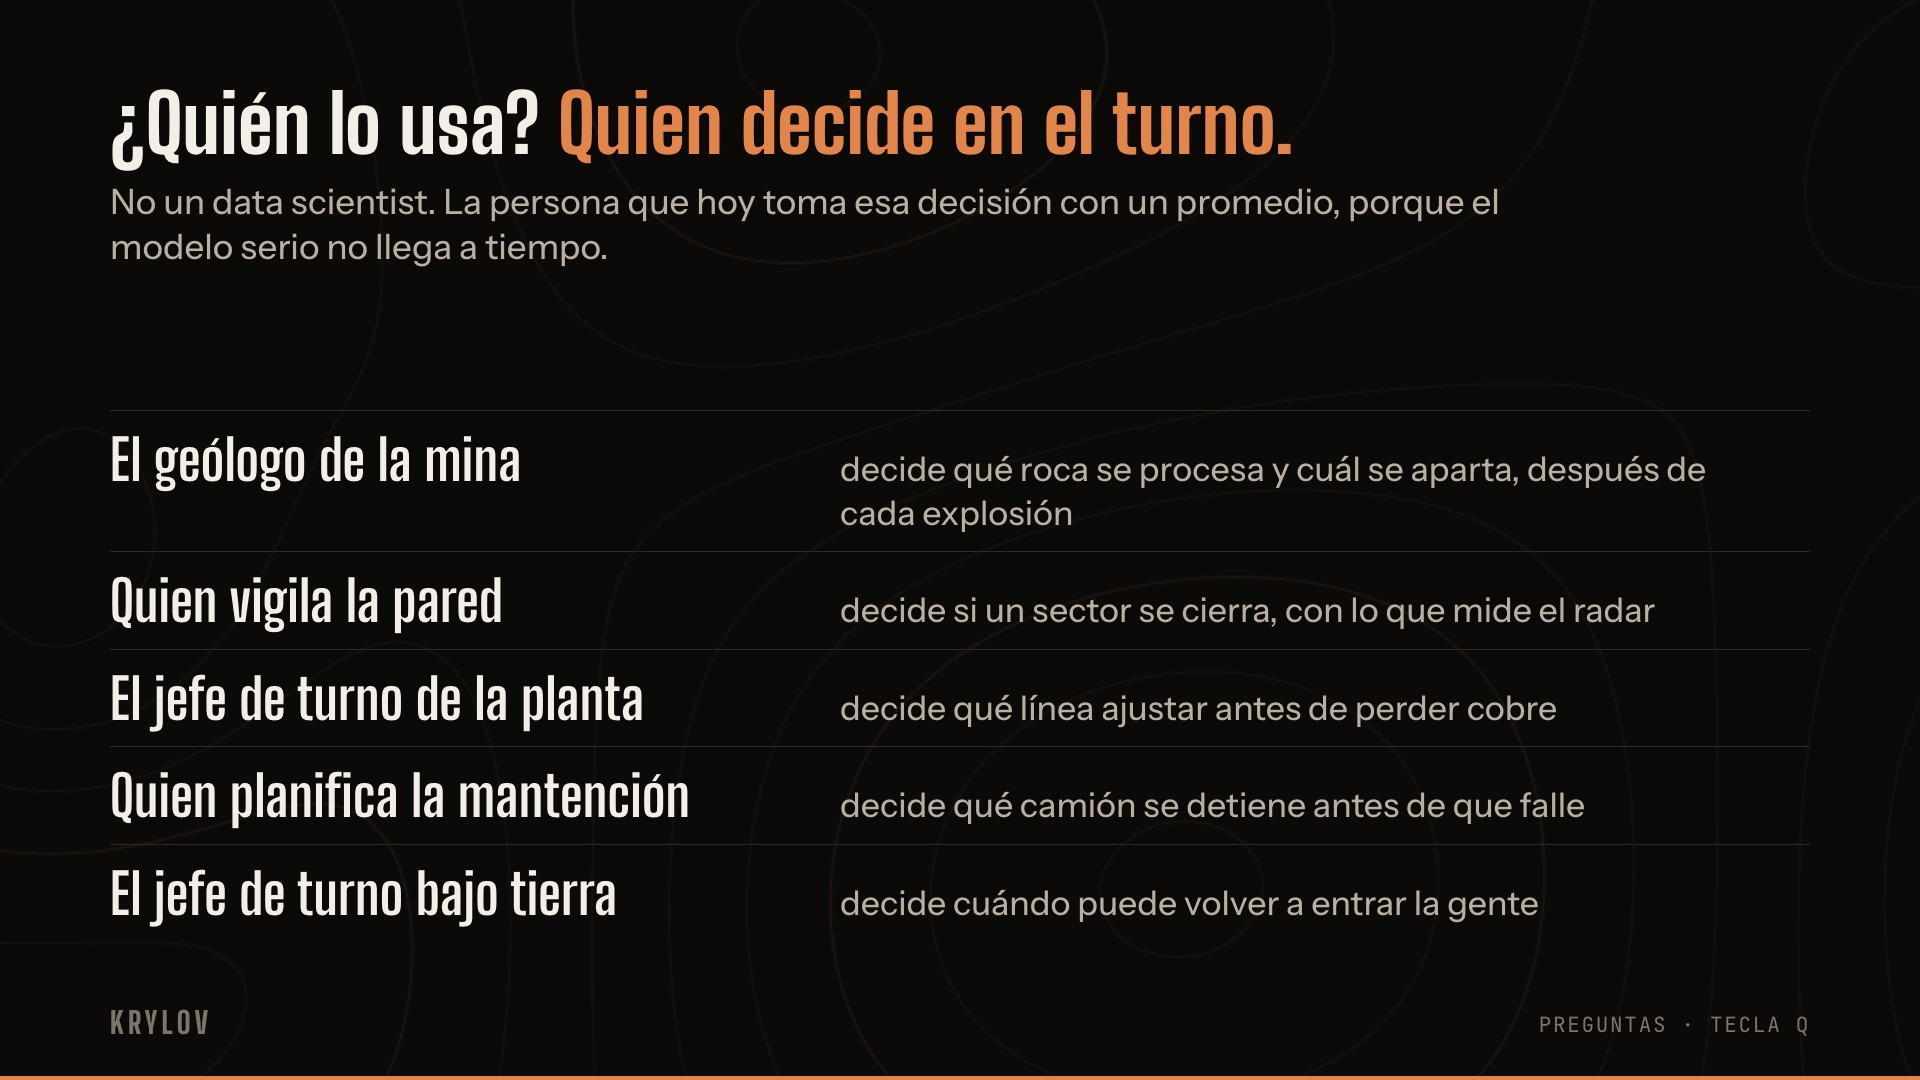 ¿Quién lo usa? Quien decide en el turno.
No un data scientist. La persona que hoy toma esa decisión con un promedio, porque el
modelo serio no llega a tiempo.
El geólogo de la mina
decide qué roca se procesa y cuál se aparta, después de
cada explosión
Quien vigila la pared
decide si un sector se cierra, con lo que mide el radar
El jefe de turno de la planta
decide qué línea ajustar antes de perder cobre
Quien planifica la mantención
decide qué camión se detiene antes de que falle
El jefe de turno bajo tierra
decide cuándo puede volver a entrar la gente
KRYLOV
PREGUNTAS · TECLA Q